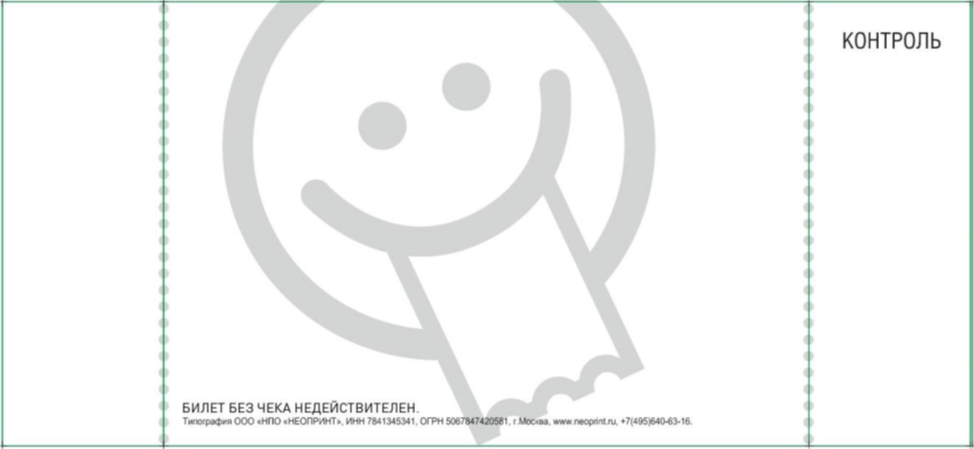 КОНТРОЛЬ
БИЛЕТ БЕЗ ЧЕКА НЕДЕЙСТВИТЕЛЕН.
Типография ООО «НПО «НЕОПРИНТ», ИНН 7841345341, ОГРН 5067847420581, г.Москва, www.neoprint.ru, +7(495)640-63-16.